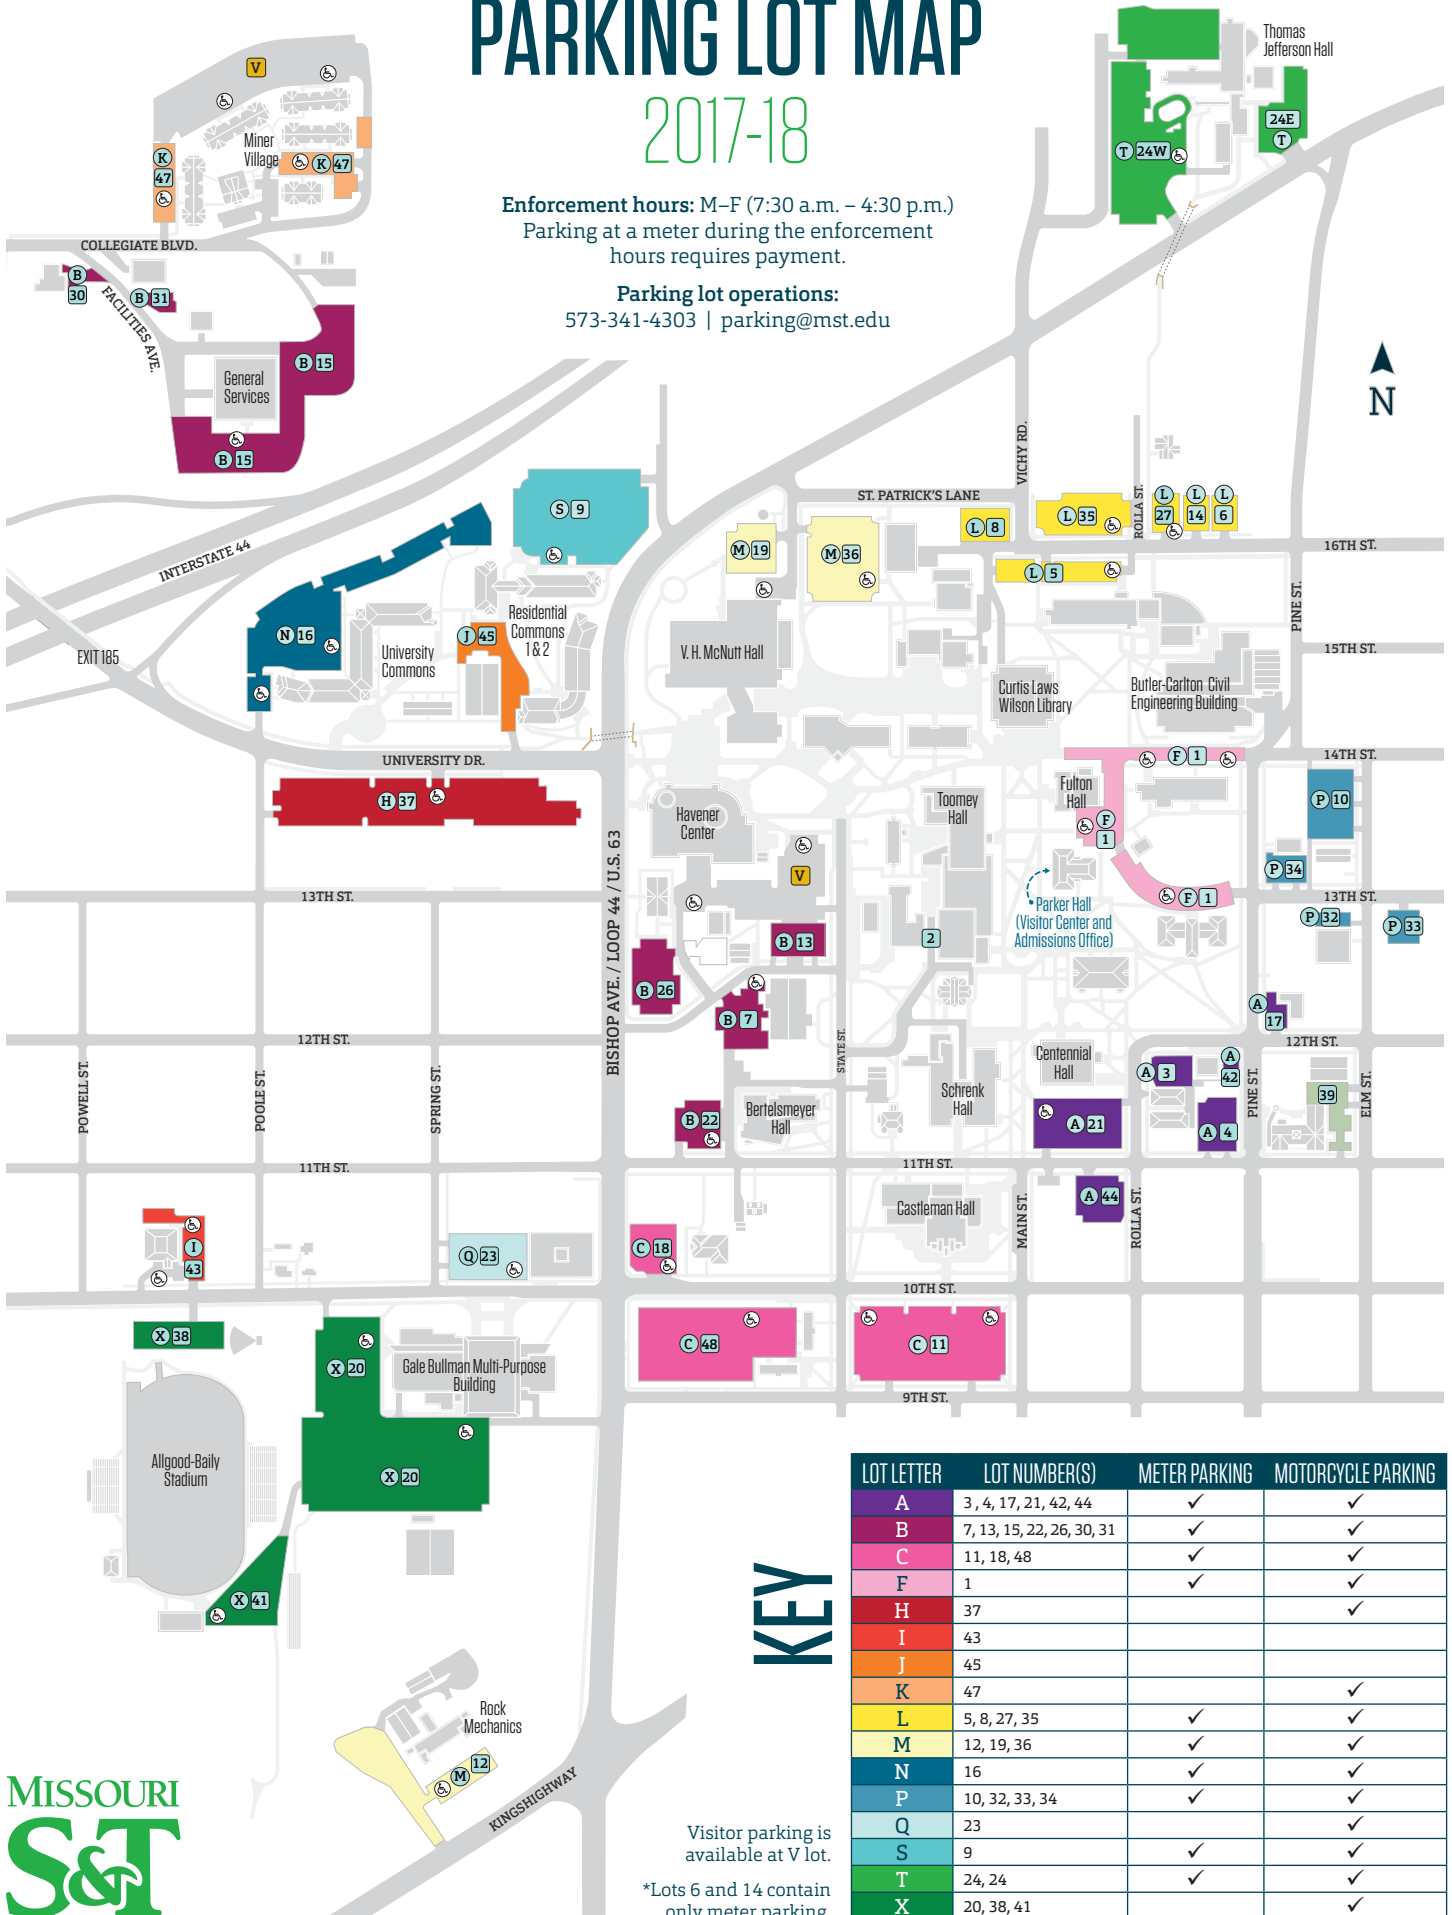 PARKING LOT MAP
2017-18
Enforcement hours: M–F (7:30 a.m. – 4:30 p.m.)
Parking at a meter during the enforcement
hours requires payment.
Parking lot operations:
573-341-4303 | parking@mst.edu
Thomas
Jefferson Hall
24E
T
T 24W
V
Miner
Village
K
47
K 47
COLLEGIATE BLVD.
B
30
B 31
FACILITIES AVE.
B 15
General
Services
B 15
N
VICHY RD.
ROLLA ST.
ST. PATRICK'S LANE
S 9
M 19
M 36
L 8
L 35
L
27
L
14
L
6
L 5
16TH ST.
INTERSTATE 44
EXIT 185
N 16
J 45
Residential
Commons
1 & 2
University
Commons
V. H. McNutt Hall
Curtis Laws
Wilson Library
Butler-Carlton Civil
Engineering Building
PINE ST.
15TH ST.
14TH ST.
UNIVERSITY DR.
H 37
F 1
Fulton
Hall
F
1
P 10
Havener
Center
Toomey
Hall
V
P 34
BISHOP AVE. / LOOP 44 / U.S. 63
13TH ST.
13TH ST.
F 1
Parker Hall
(Visitor Center and
Admissions Office)
P 32
P 33
2
B 13
B 26
B 7
A
17
12TH ST.
12TH ST.
STATE ST.
Centennial
Hall
A 3
A
42
PINE ST.
39
ELM ST.
POWELL ST.
POOLE ST.
SPRING ST.
Schrenk
Hall
B 22
Bertelsmeyer
Hall
A 21
A 4
11TH ST.
11TH ST.
A 44
MAIN ST.
ROLLA ST.
Castleman Hall
I
43
Q 23
C 18
10TH ST.
X 38
X 20
Gale Bullman Multi-Purpose
Building
C 48
C 11
9TH ST.
Allgood-Baily
Stadium
X 20
X 41
Rock
Mechanics
M 12
KINGSHIGHWAY
MISSOURI
S&T
Visitor parking is
available at V lot.
*Lots 6 and 14 contain
only meter parking.
KEY
LOT LETTER LOT NUMBER(S) METER PARKING MOTORCYCLE PARKING
A 3 , 4, 17, 21, 42, 44 ✓ ✓
B 7, 13, 15, 22, 26, 30, 31 ✓ ✓
C 11, 18, 48 ✓ ✓
F 1 ✓ ✓
H 37 ✓
I 43
J 45
K 47 ✓
L 5, 8, 27, 35 ✓ ✓
M 12, 19, 36 ✓ ✓
N 16 ✓ ✓
P 10, 32, 33, 34 ✓ ✓
Q 23 ✓
S 9 ✓ ✓
T 24, 24 ✓ ✓
X 20, 38, 41 ✓